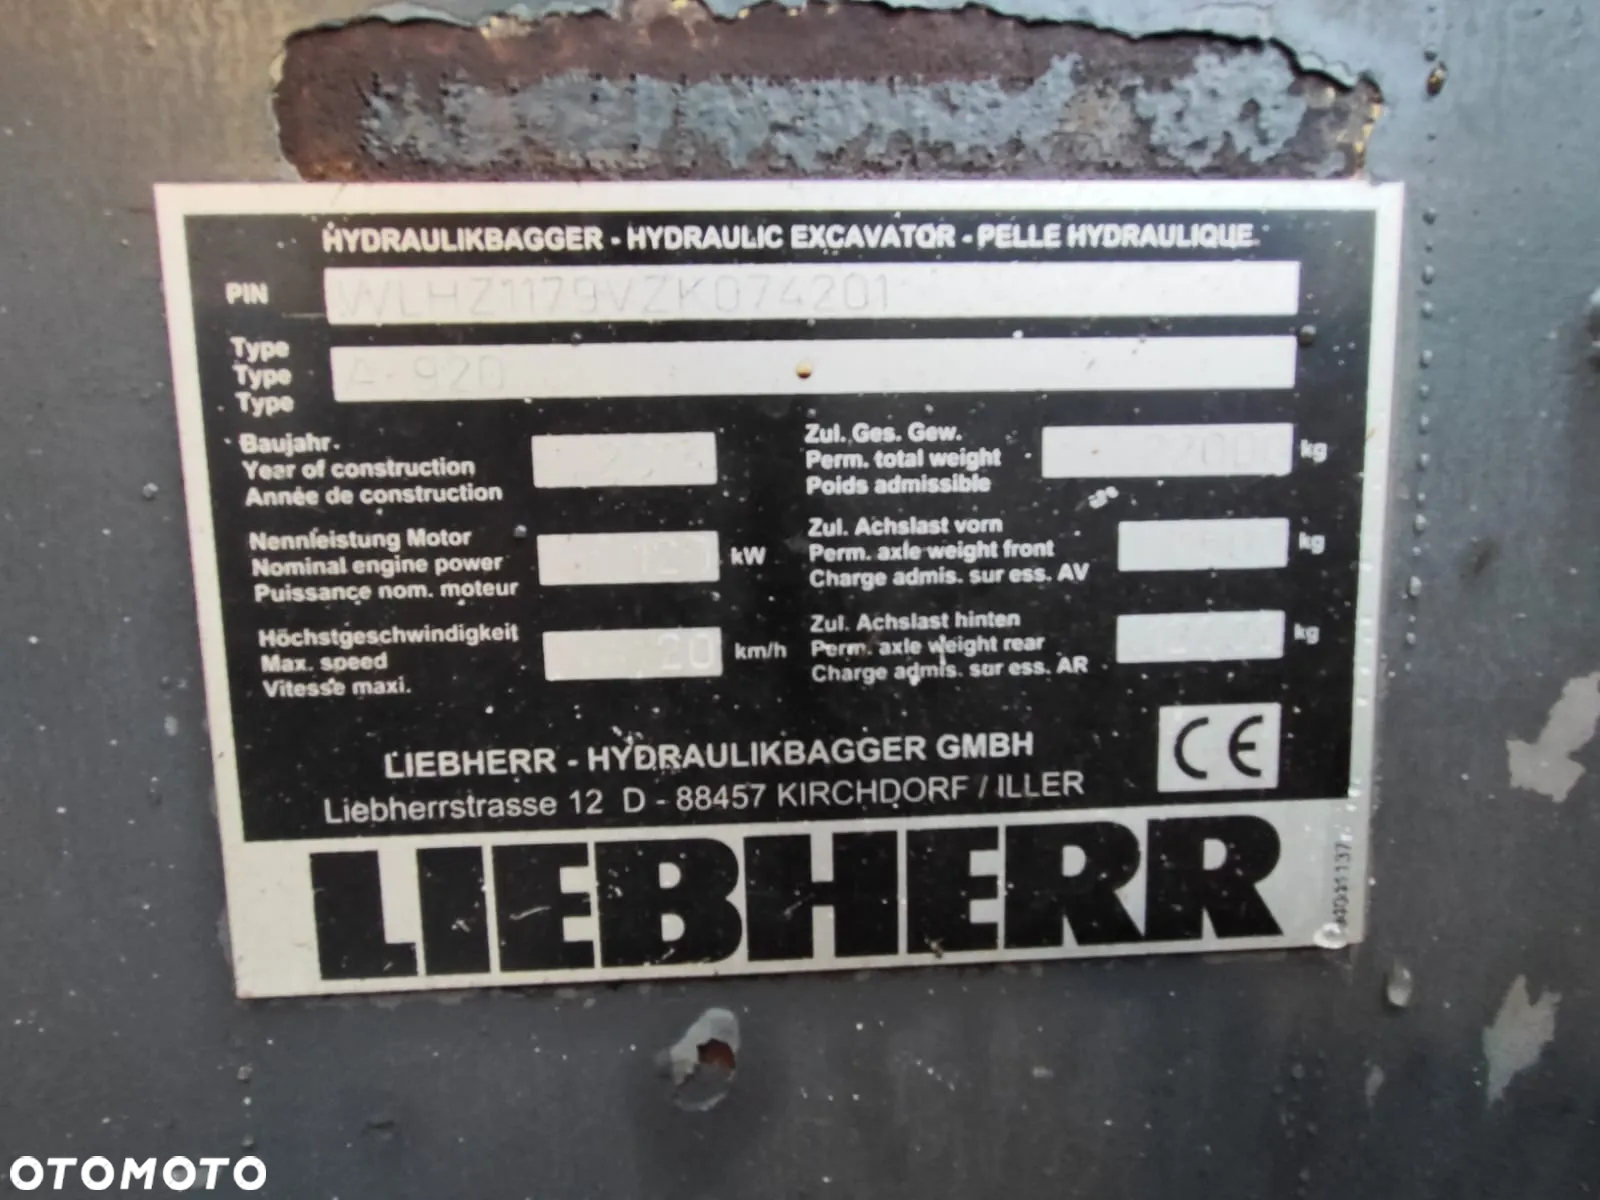 HYDRAULIKBAGGER - HYDRAULIC EXCAVATOR - PELLE HYDRAULIQUE
PIN WLHZ1179VZK074201
Type
Type A 920
Type
Baujahr
Year of construction
Année de construction
Zul. Ges. Gew.
Perm. total weight kg
Poids admissible
Nennleistung Motor
Nominal engine power kW
Puissance nom. moteur
Zul. Achslast vorn
Perm. axle weight front kg
Charge admis. sur ess. AV
Höchstgeschwindigkeit
Max. speed 20 km/h
Vitesse maxi.
Zul. Achslast hinten
Perm. axle weight rear kg
Charge admis. sur ess. AR
CE
LIEBHERR - HYDRAULIKBAGGER GMBH
Liebherrstrasse 12 D - 88457 KIRCHDORF / ILLER
LIEBHERR
OTOMOTO